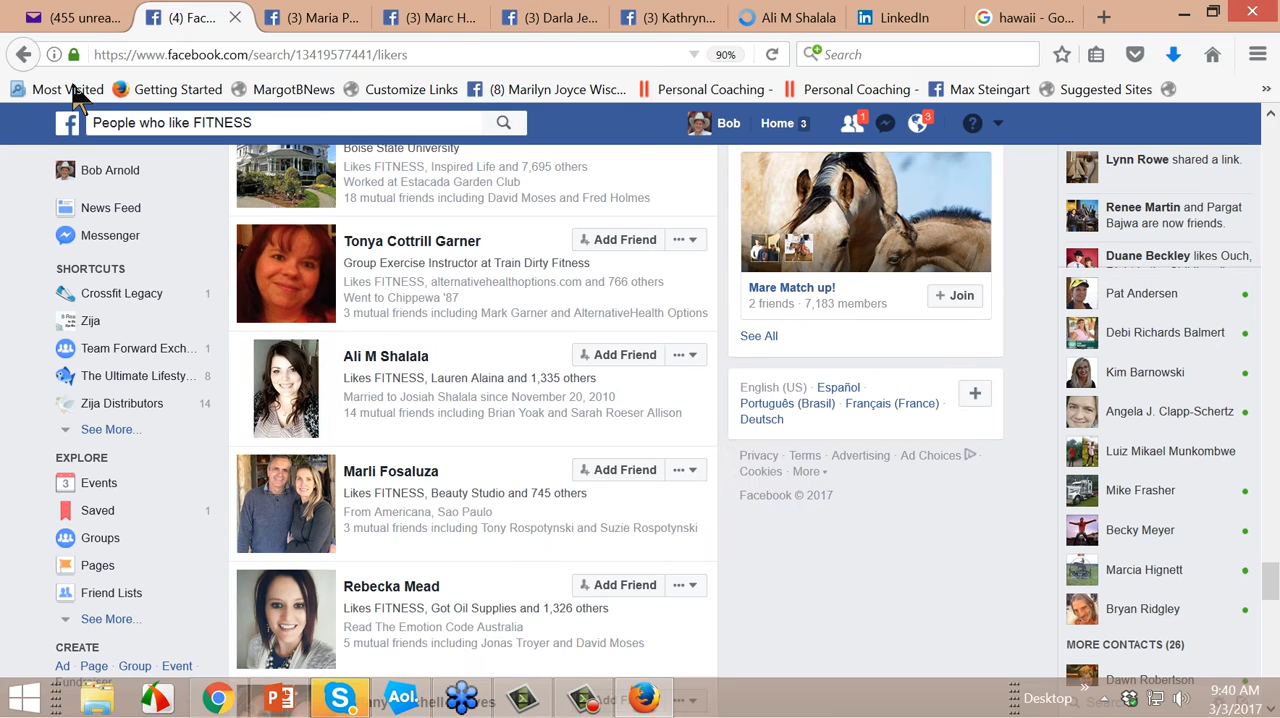 (455 unrea...
(4) Fac...
(3) Maria P...
(3) Marc H...
(3) Darla Je...
(3) Kathryn...
Ali M Shalala
LinkedIn
hawaii - Go...
https://www.facebook.com/search/13419577441/likers
90%
Search
Most Visited
Getting Started
MargotBNews
Customize Links
(8) Marilyn Joyce Wisc...
Personal Coaching -
Personal Coaching -
Max Steingart
Suggested Sites
People who like FITNESS
Bob
Home 3
1
3
Bob Arnold
News Feed
Messenger
SHORTCUTS
Crossfit Legacy 1
Zija
Team Forward Exch... 1
The Ultimate Lifesty... 8
Zija Distributors 14
See More...
EXPLORE
Events
Saved 1
Groups
Pages
Friend Lists
See More...
CREATE
Ad · Page · Group · Event ·
Fundraiser
Boise State University
Likes FITNESS, Inspired Life and 7,695 others
Worked at Estacada Garden Club
18 mutual friends including David Moses and Fred Holmes
Tonya Cottrill Garner
Add Friend
Group Exercise Instructor at Train Dirty Fitness
Likes FITNESS, alternativehealthoptions.com and 766 others
Went to Chippewa '87
3 mutual friends including Mark Garner and AlternativeHealth Options
Ali M Shalala
Add Friend
Likes FITNESS, Lauren Alaina and 1,335 others
Married to Josiah Shalala since November 20, 2010
14 mutual friends including Brian Yoak and Sarah Roeser Allison
Marli Fosaluza
Add Friend
Likes FITNESS, Beauty Studio and 745 others
From Americana, Sao Paulo
3 mutual friends including Tony Rospotynski and Suzie Rospotynski
Rebecka Mead
Add Friend
Likes FITNESS, Got Oil Supplies and 1,326 others
Read The Emotion Code Australia
5 mutual friends including Jonas Troyer and David Moses
Mare Match up!
2 friends · 7,183 members
+ Join
See All
English (US) · Español ·
Português (Brasil) · Français (France) ·
Deutsch
Privacy · Terms · Advertising · Ad Choices ·
Cookies · More
Facebook © 2017
Lynn Rowe shared a link.
Renee Martin and Pargat
Bajwa are now friends.
Duane Beckley likes Ouch,
Pat Andersen
Debi Richards Balmert
Kim Barnowski
Angela J. Clapp-Schertz
Luiz Mikael Munkombwe
Mike Frasher
Becky Meyer
Marcia Hignett
Bryan Ridgley
MORE CONTACTS (26)
Dawn Robertson
Aol.
Desktop
9:40 AM
3/3/2017